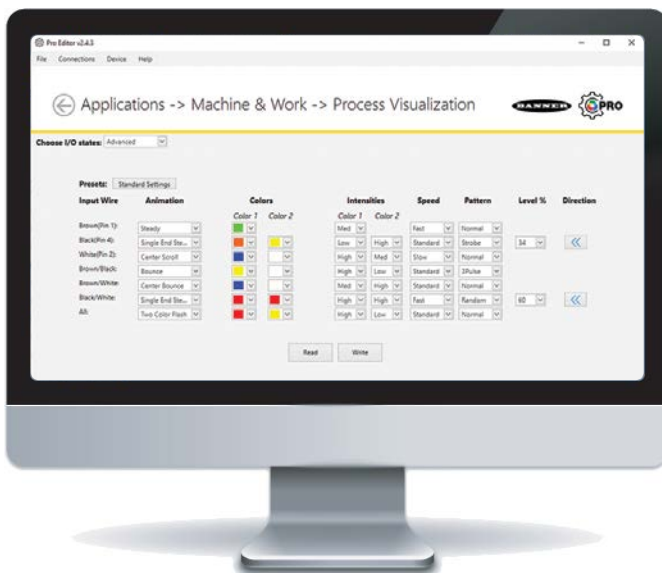 Pro Editor v2.4.5
File Connections Device Help
Applications -> Machine & Work -> Process Visualization
BANNER PRO
Choose I/O states: Advanced
Presets: Standard Settings
Input Wire Animation Colors Intensities Speed Pattern Level % Direction
Color 1 Color 2 Color 1 Color 2
Brown(Pin 1): Steady Med Fast Normal
Black(Pin 4): Single End Ste... Low High Standard Strobe 34
White(Pin 2): Center Scroll High Med Slow Normal
Brown/Black: Bounce High Low Standard 3Pulse
Brown/White: Center Bounce Med High Standard Normal
Black/White: Single End Ste... High High Fast Random 60
All: Two Color Flash High Low Standard Normal
Read Write